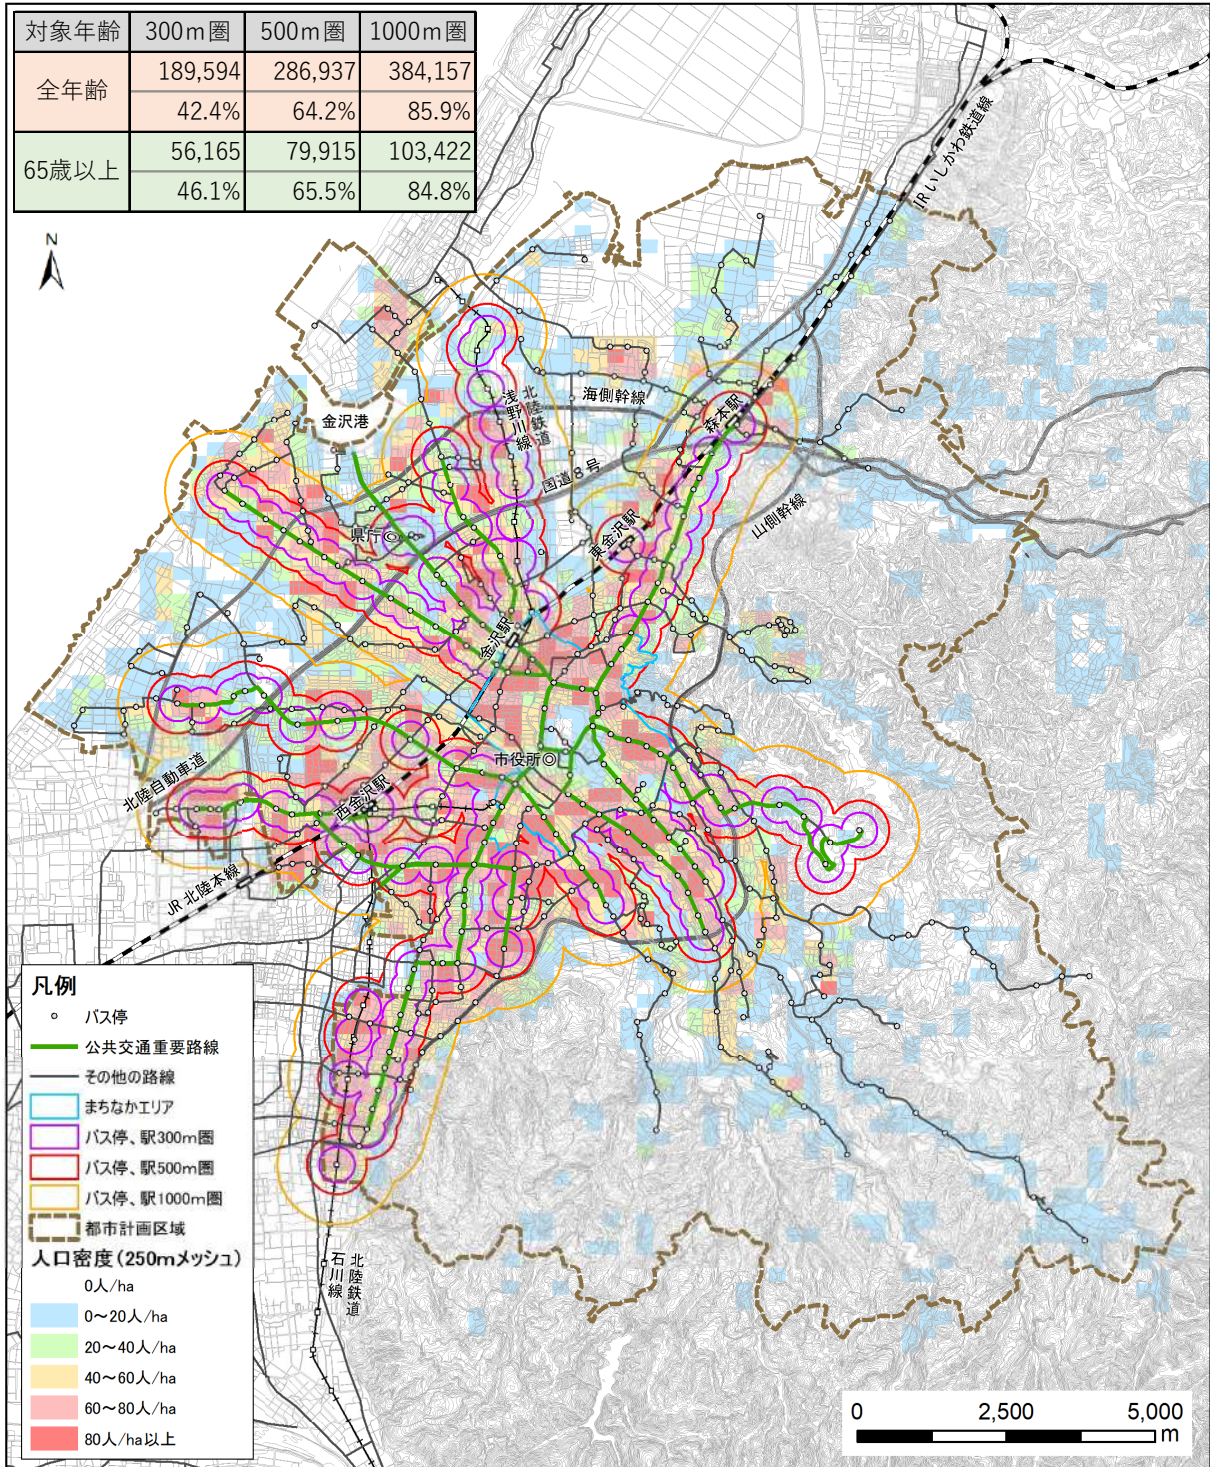 対象年齢 300m圏 500m圏 1000m圏
全年齢 189,594 286,937 384,157
42.4% 64.2% 85.9%
65歳以上 56,165 79,915 103,422
46.1% 65.5% 84.8%
N
IRいしかわ鉄道線
金沢港
海側幹線
北陸鉄道
浅野川線
森本駅
国道8号
山側幹線
県庁◎
東金沢駅
金沢駅
市役所◎
北陸自動車道
西金沢駅
JR北陸本線
凡例
バス停
公共交通重要路線
その他の路線
まちなかエリア
バス停、駅300m圏
バス停、駅500m圏
バス停、駅1000m圏
都市計画区域
人口密度(250mメッシュ)
0人/ha
0～20人/ha
20～40人/ha
40～60人/ha
60～80人/ha
80人/ha以上
北陸鉄道
石川線
0 2,500 5,000
m